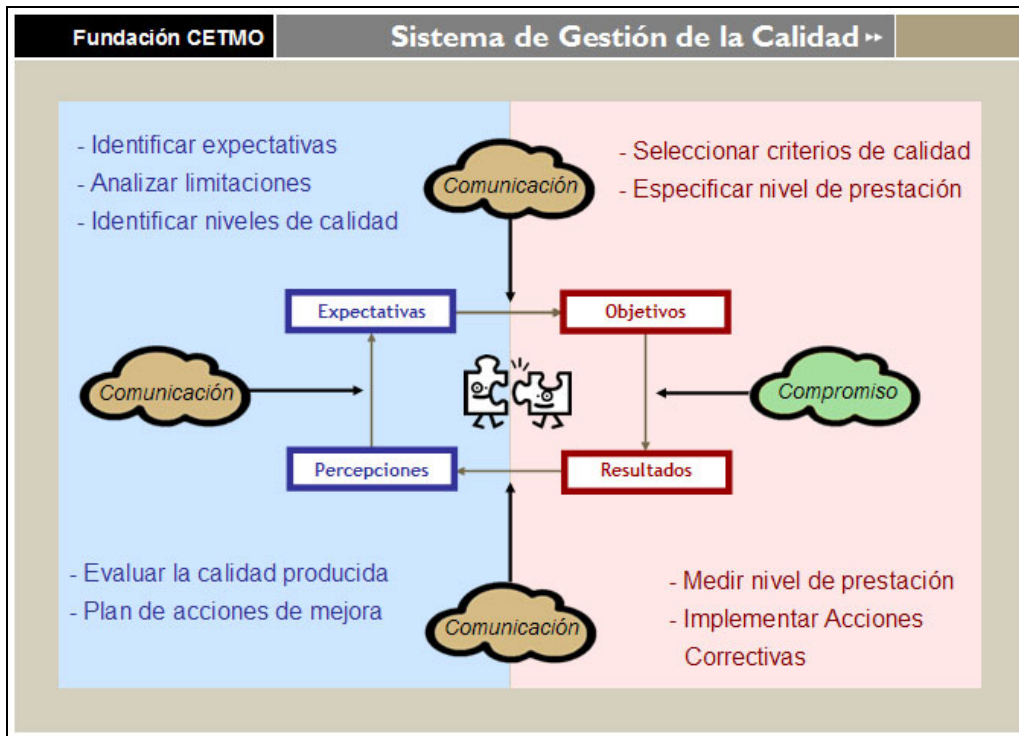 Fundación CETMO
Sistema de Gestión de la Calidad
- Identificar expectativas
- Analizar limitaciones
- Identificar niveles de calidad
Comunicación
- Seleccionar criterios de calidad
- Especificar nivel de prestación
Expectativas
Objetivos
Comunicación
Compromiso
Percepciones
Resultados
- Evaluar la calidad producida
- Plan de acciones de mejora
Comunicación
- Medir nivel de prestación
- Implementar Acciones
Correctivas